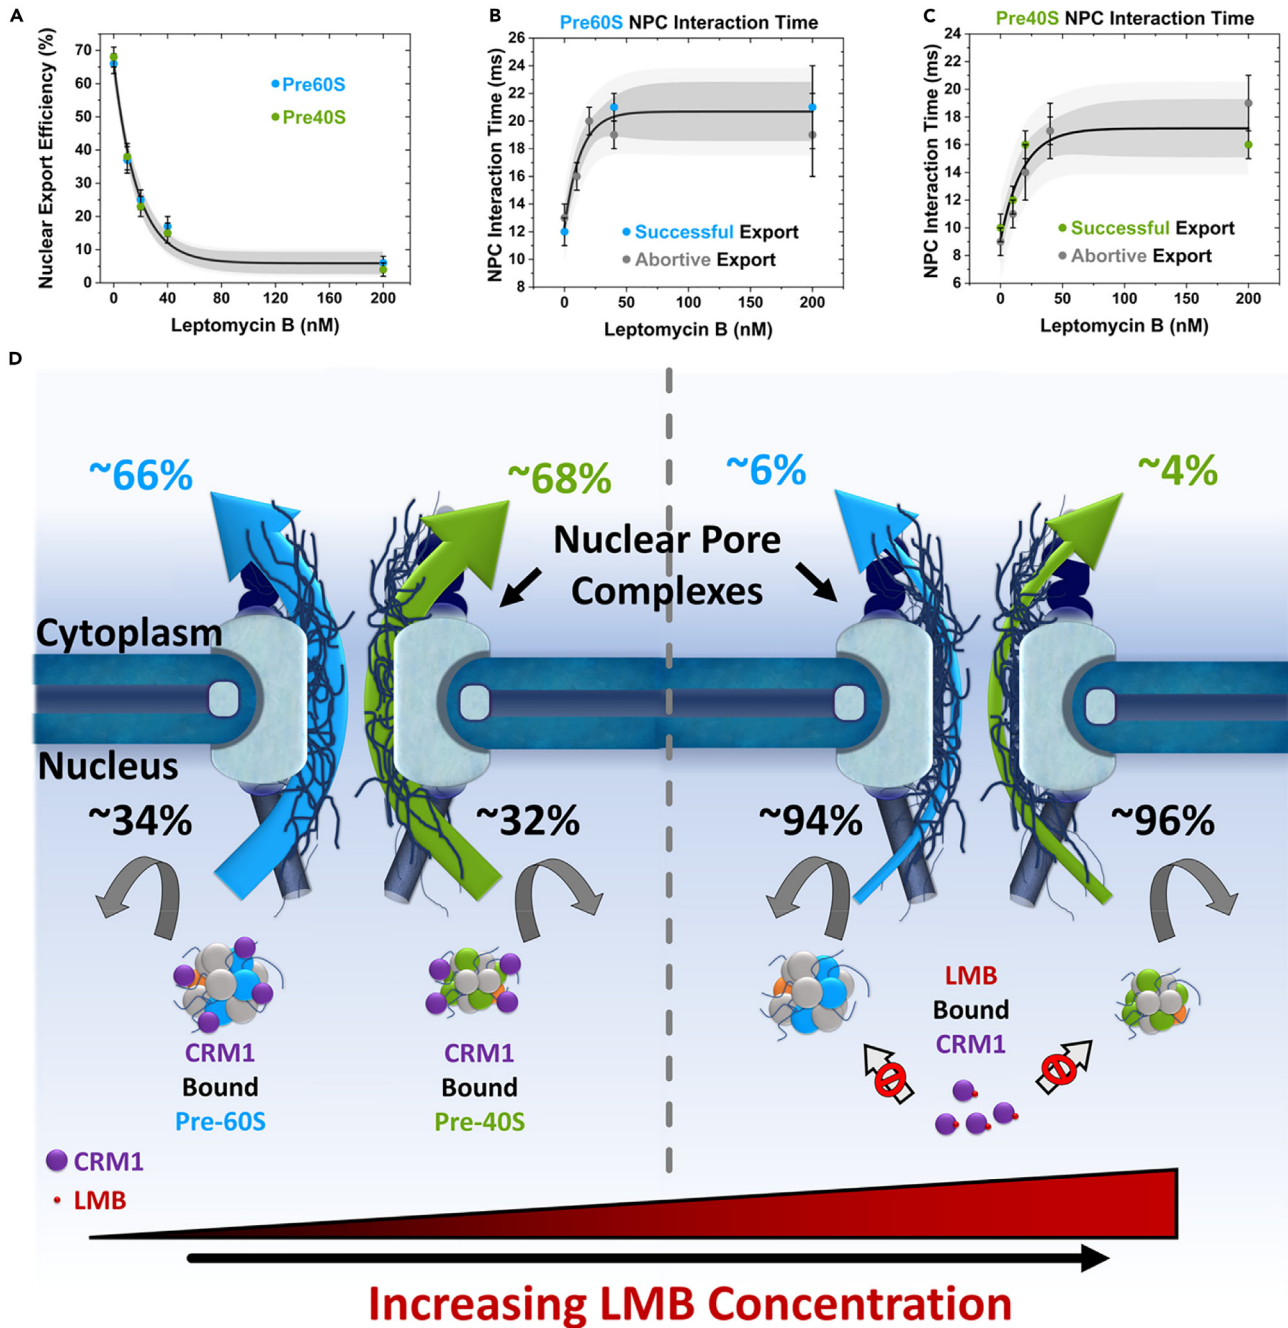 A
Nuclear Export Efficiency (%)
70
60
50
40
30
20
10
0
Pre60S
Pre40S
0 40 80 120 160 200
Leptomycin B (nM)
B
Pre60S NPC Interaction Time
NPC Interaction Time (ms)
26
24
22
20
18
16
14
12
10
8
Successful Export
Abortive Export
0 50 100 150 200
Leptomycin B (nM)
C
Pre40S NPC Interaction Time
NPC Interaction Time (ms)
24
22
20
18
16
14
12
10
8
6
Successful Export
Abortive Export
0 50 100 150 200
Leptomycin B (nM)
D
~66%
~68%
~6%
~4%
Nuclear Pore
Complexes
Cytoplasm
Nucleus
~34%
~32%
~94%
~96%
CRM1
Bound
Pre-60S
CRM1
Bound
Pre-40S
LMB
Bound
CRM1
CRM1
LMB
Increasing LMB Concentration